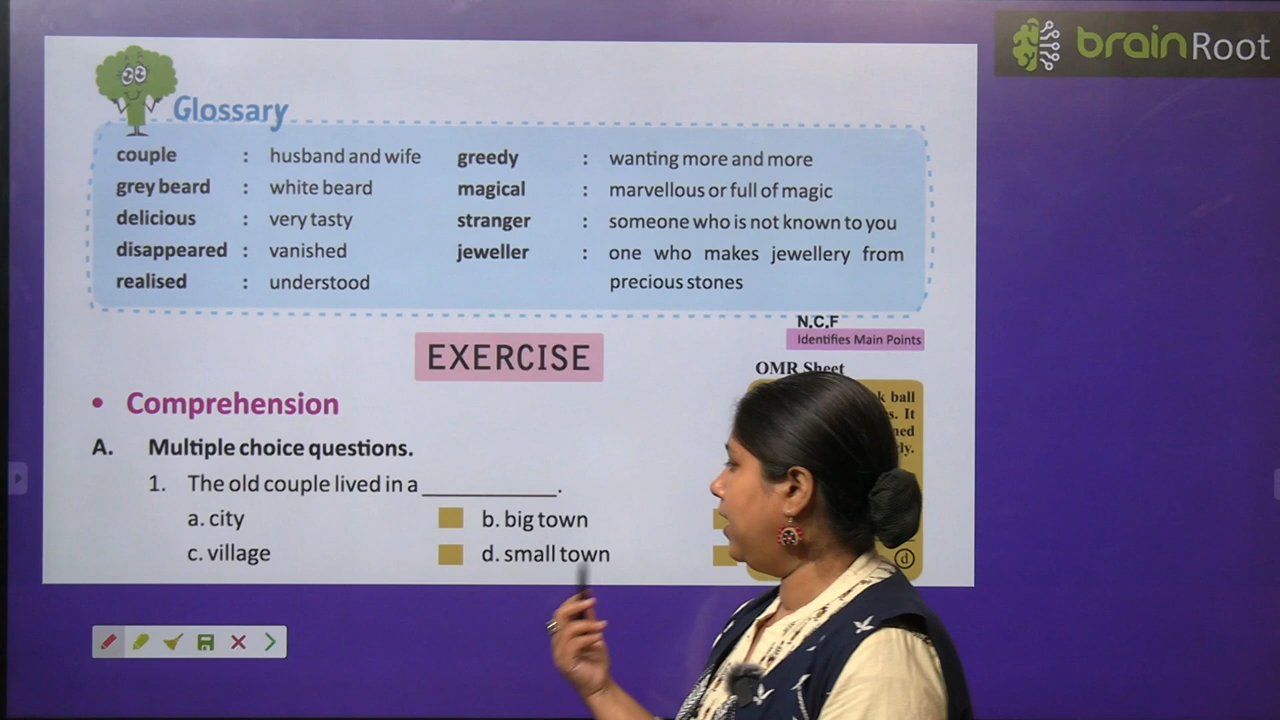 brainRoot
Glossary
couple : husband and wife greedy : wanting more and more
grey beard : white beard magical : marvellous or full of magic
delicious : very tasty stranger : someone who is not known to you
disappeared : vanished jeweller : one who makes jewellery from
realised : understood precious stones
N.C.F
Identifies Main Points
EXERCISE
OMR Sheet
ball
• Comprehension
It
A. Multiple choice questions.
1. The old couple lived in a ____________.
a. city b. big town
c. village d. small town
d